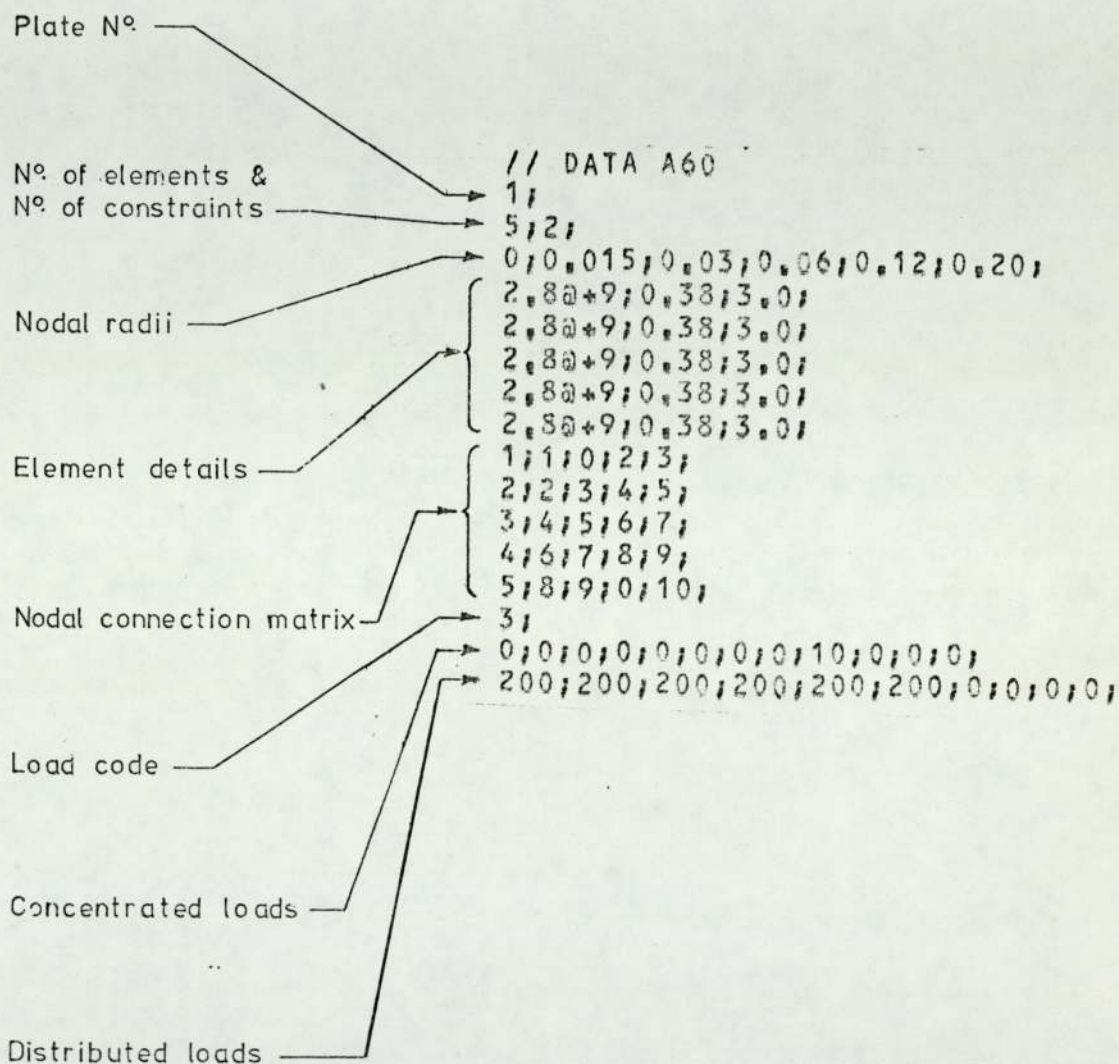 Plate Nº.
Nº. of elements &
Nº. of constraints
Nodal radii
Element details
Nodal connection matrix
Load code
Concentrated loads
Distributed loads
// DATA A60
1;
5;2;
0;0.015;0.03;0.06;0.12;0.20;
2.8@+9;0.38;3.0;
2.8@+9;0.38;3.0;
2.8@+9;0.38;3.0;
2.8@+9;0.38;3.0;
2.8@+9;0.38;3.0;
1;1;0;2;3;
2;2;3;4;5;
3;4;5;6;7;
4;6;7;8;9;
5;8;9;0;10;
3;
0;0;0;0;0;0;0;0;10;0;0;0;
200;200;200;200;200;200;0;0;0;0;